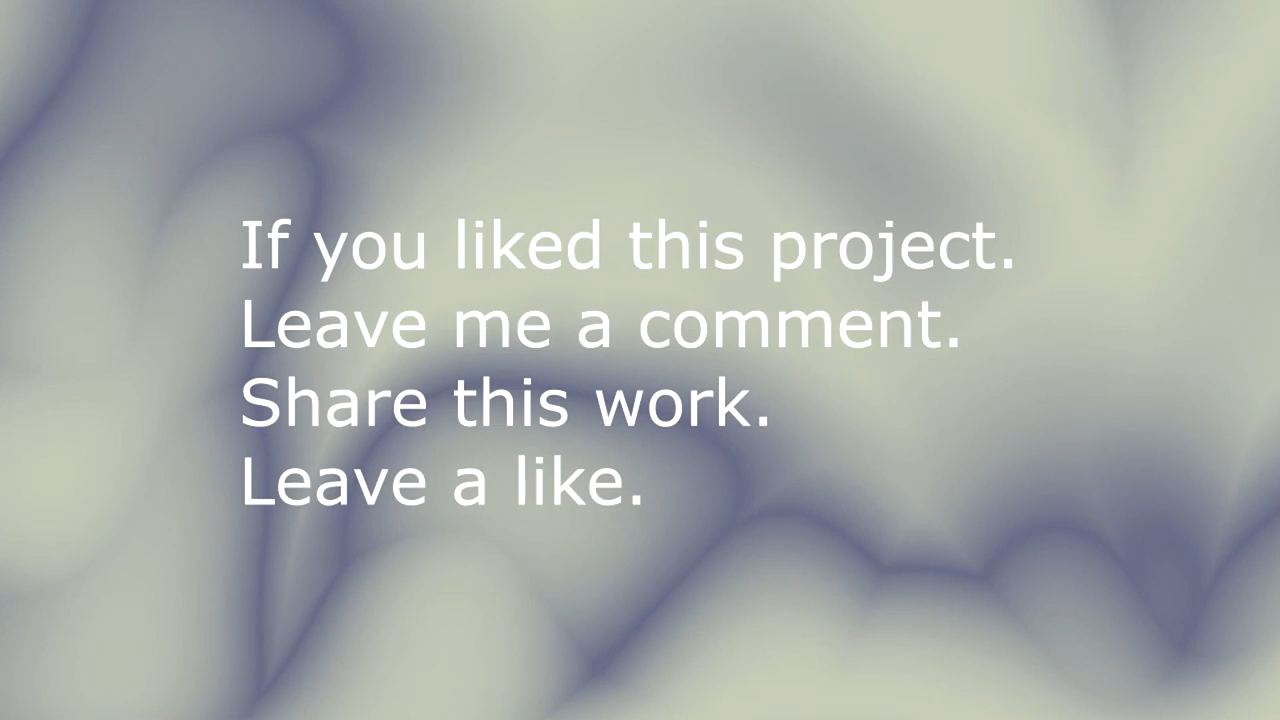 If you liked this project.
Leave me a comment.
Share this work.
Leave a like.